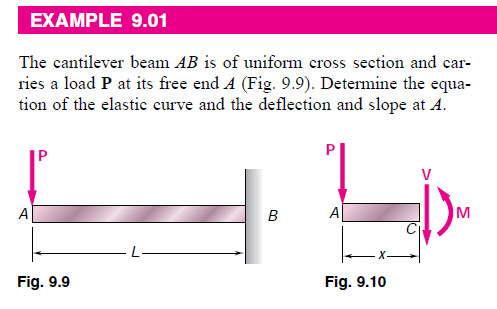 EXAMPLE 9.01
The cantilever beam AB is of uniform cross section and car-
ries a load P at its free end A (Fig. 9.9). Determine the equa-
tion of the elastic curve and the deflection and slope at A.
P
A
B
L
Fig. 9.9
P
V
A
M
C
x
Fig. 9.10